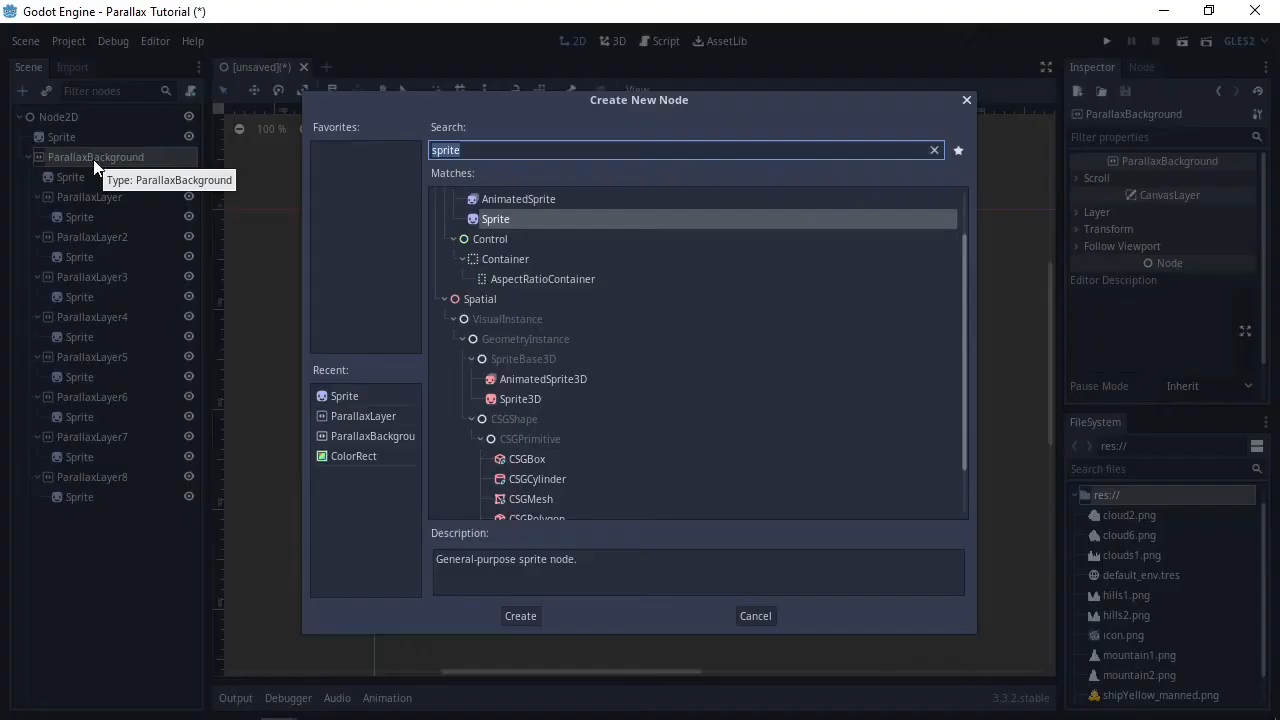 Godot Engine - Parallax Tutorial (*)
Scene Project Debug Editor Help
2D 3D Script AssetLib
GLES2
Scene Import
[unsaved](*)
Inspector Node
Filter nodes
View
Create New Node
100 %
Node2D
Sprite
ParallaxBackground
Type: ParallaxBackground
Sprite
ParallaxLayer
Sprite
ParallaxLayer2
Sprite
ParallaxLayer3
Sprite
ParallaxLayer4
Sprite
ParallaxLayer5
Sprite
ParallaxLayer6
Sprite
ParallaxLayer7
Sprite
ParallaxLayer8
Sprite
Favorites:
Recent:
Sprite
ParallaxLayer
ParallaxBackgrou
ColorRect
Search:
sprite
Matches:
AnimatedSprite
Sprite
Control
Container
AspectRatioContainer
Spatial
VisualInstance
GeometryInstance
SpriteBase3D
AnimatedSprite3D
Sprite3D
CSGShape
CSGPrimitive
CSGBox
CSGCylinder
CSGMesh
CSGPolygon
Description:
General-purpose sprite node.
Create
Cancel
ParallaxBackground
Filter properties
ParallaxBackground
Scroll
CanvasLayer
Layer
Transform
Follow Viewport
Node
Editor Description
Pause Mode Inherit
FileSystem
res://
Search files
res://
cloud2.png
cloud6.png
clouds1.png
default_env.tres
hills1.png
hills2.png
icon.png
mountain1.png
mountain2.png
shipYellow_manned.png
Output Debugger Audio Animation
3.3.2.stable